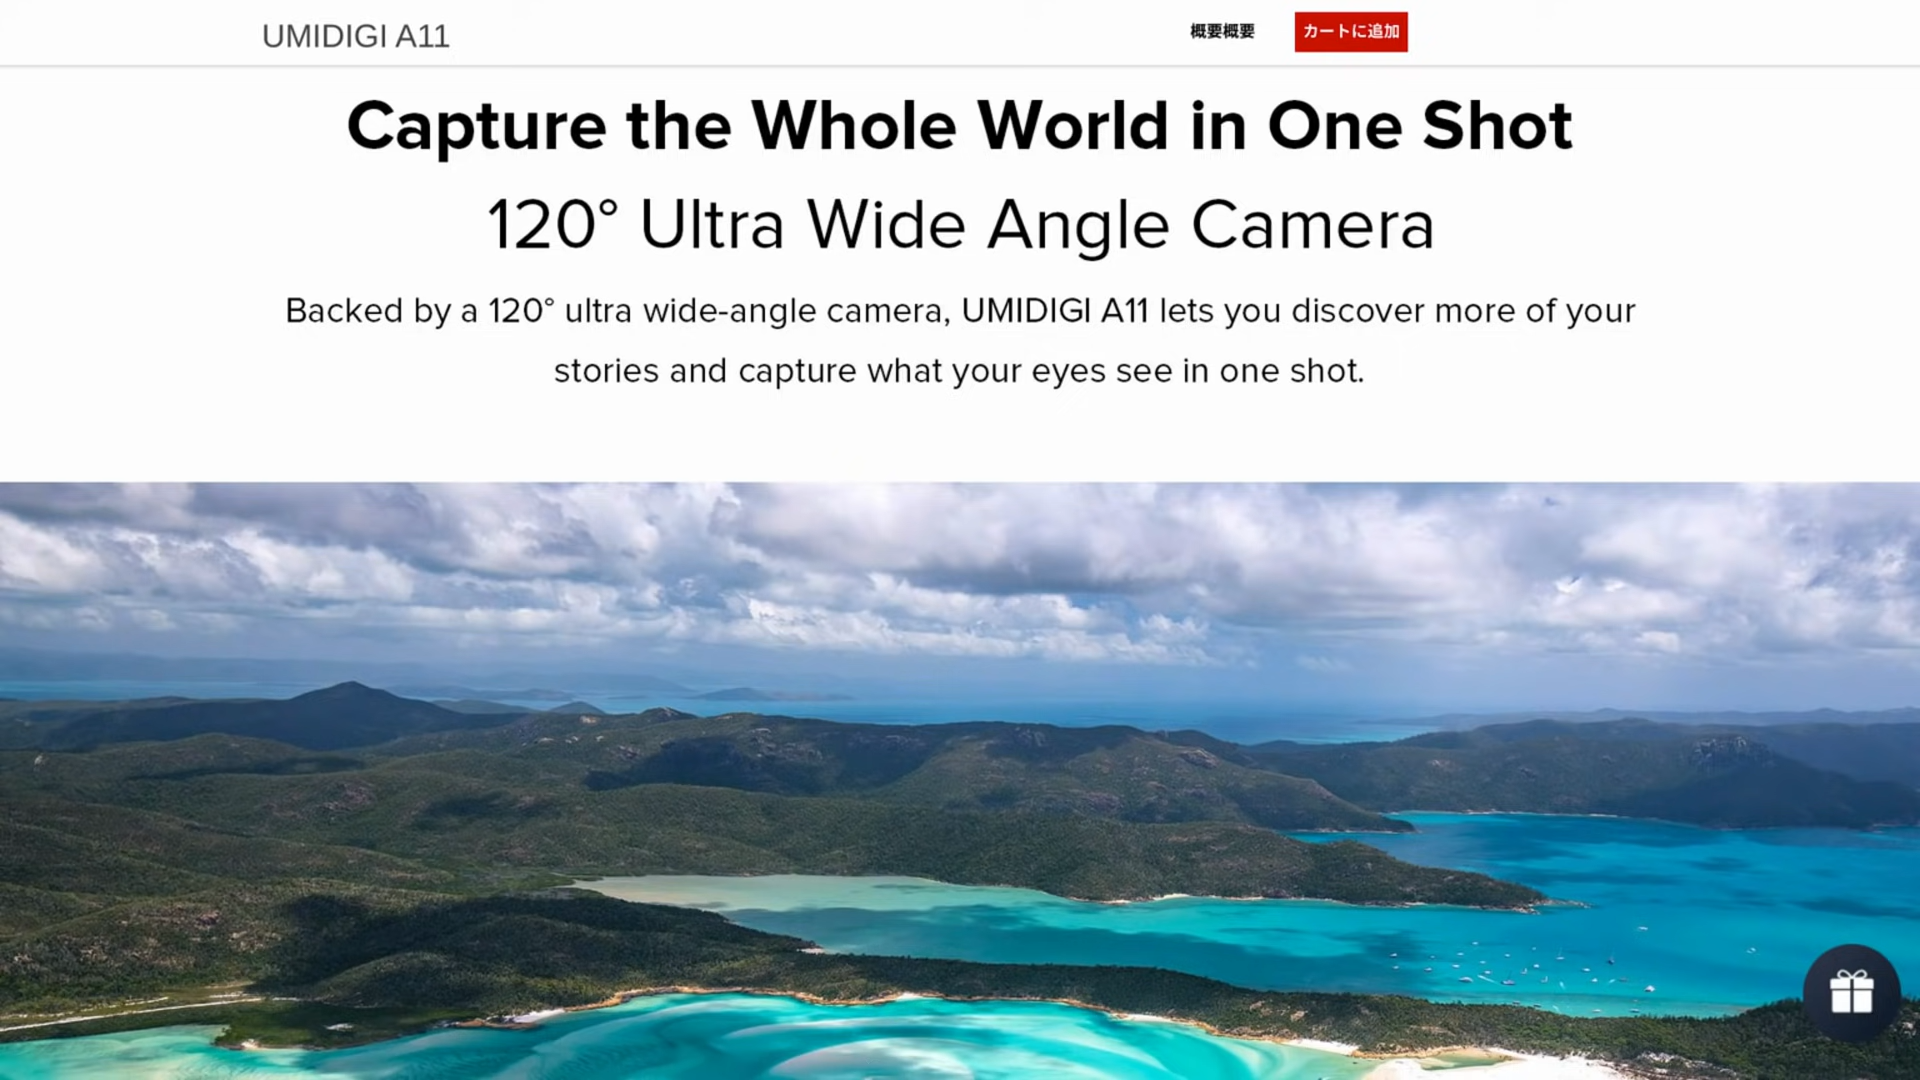 UMIDIGI A11
概要概要
カートに追加
Capture the Whole World in One Shot
120° Ultra Wide Angle Camera
Backed by a 120° ultra wide-angle camera, UMIDIGI A11 lets you discover more of your
stories and capture what your eyes see in one shot.